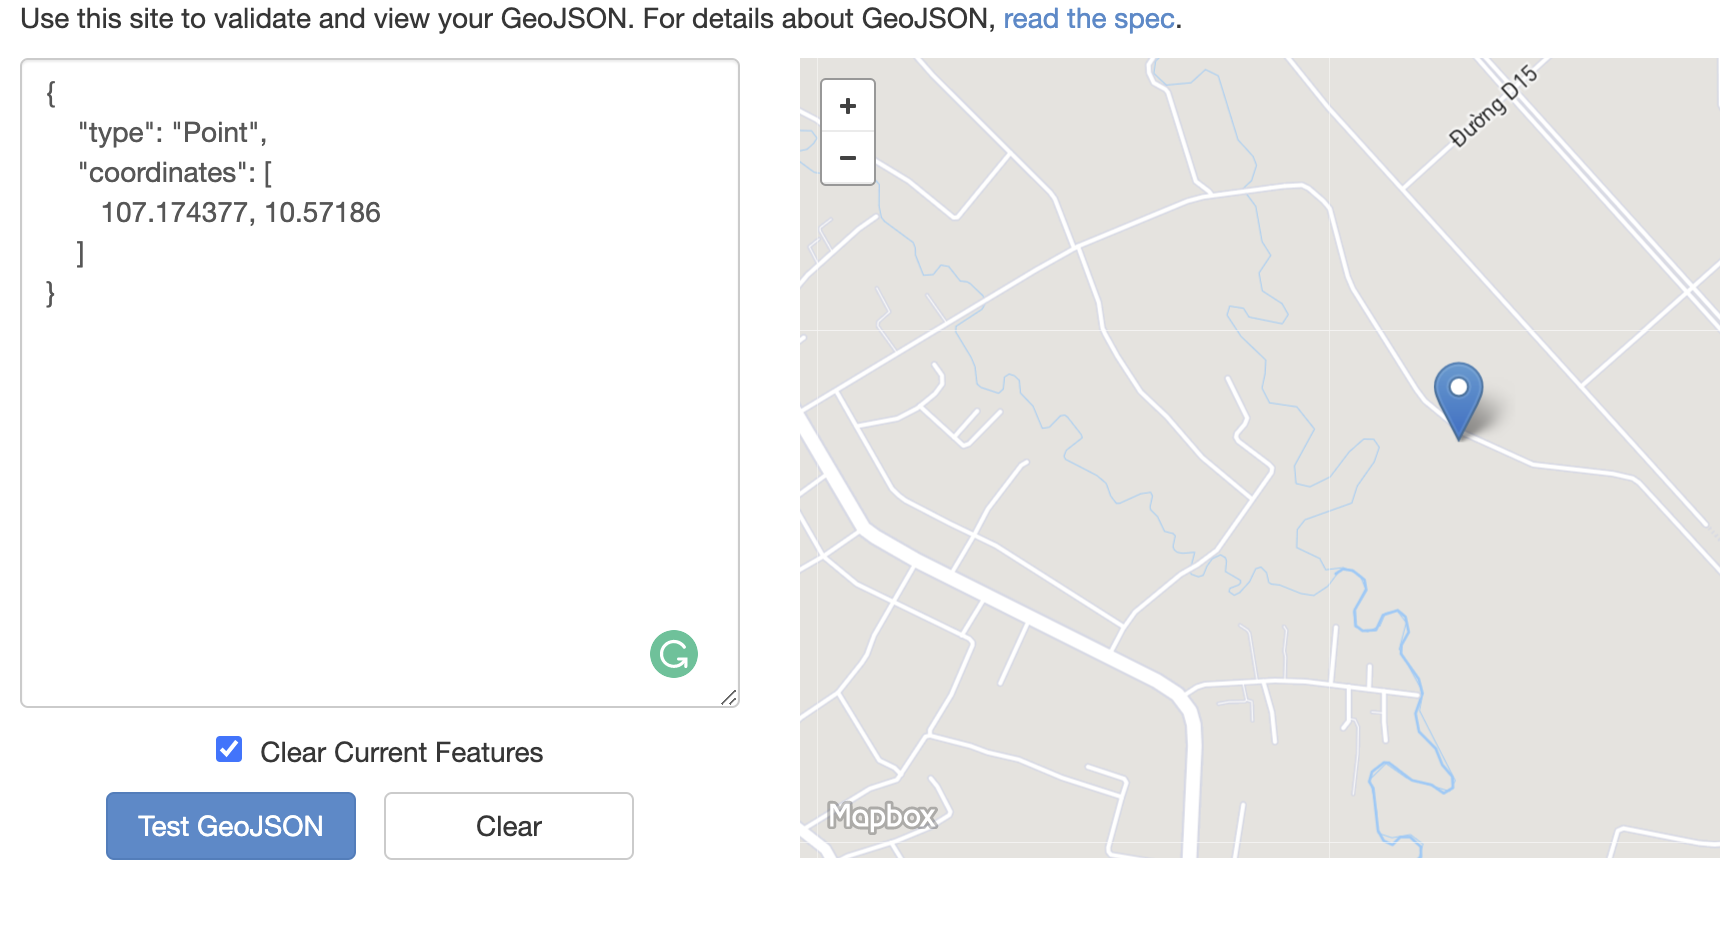 Use this site to validate and view your GeoJSON. For details about GeoJSON, read the spec.
{
"type": "Point",
"coordinates": [
107.174377, 10.57186
]
}
Clear Current Features
Test GeoJSON
Clear
+
−
Đường D15
Mapbox